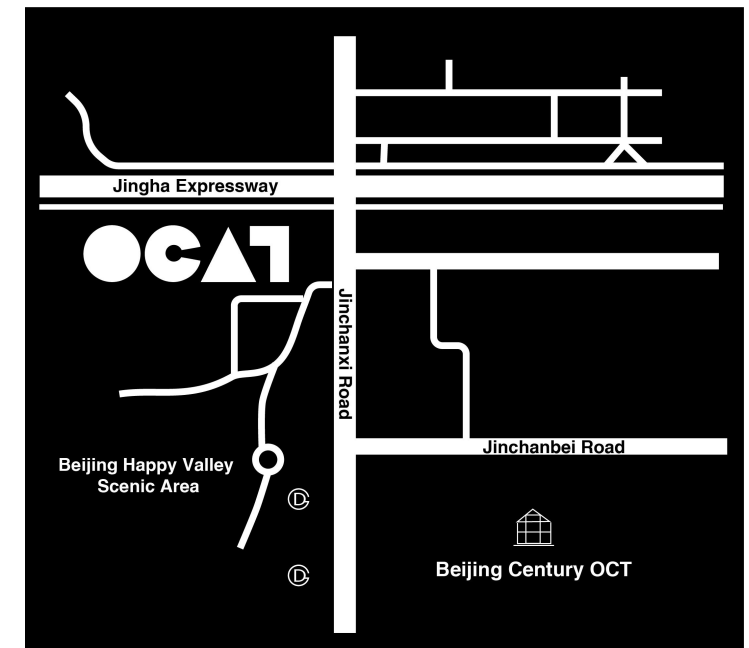 Jingha Expressway
OCAT
Jinchanxi Road
Jinchanbei Road
Beijing Happy Valley
Scenic Area
Beijing Century OCT